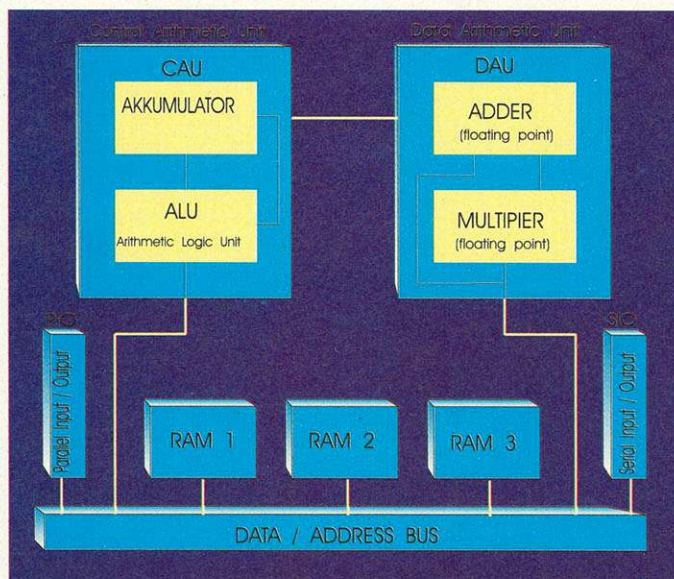 Control Arithmetic Unit
CAU
AKKUMULATOR
ALU
Arithmetic Logic Unit
Data Arithmetic Unit
DAU
ADDER
(floating point)
MULTIPIER
(floating point)
PIO
Parallel Input / Output
SIO
Serial Input / Output
RAM 1
RAM 2
RAM 3
DATA / ADDRESS BUS